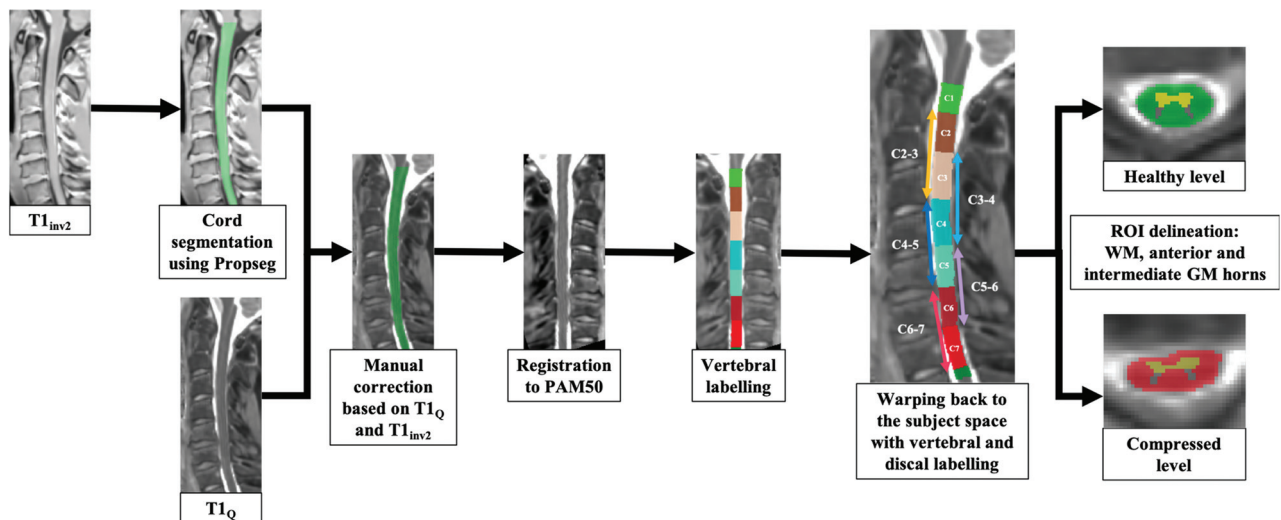 T1inv2
Cord
segmentation
using Propseg
T1Q
Manual
correction
based on T1Q
and T1inv2
Registration
to PAM50
Vertebral
labelling
C1
C2
C3
C4
C5
C6
C7
C2-3
C3-4
C4-5
C5-6
C6-7
Warping back to
the subject space
with vertebral and
discal labelling
Healthy level
ROI delineation:
WM, anterior and
intermediate GM horns
Compressed
level